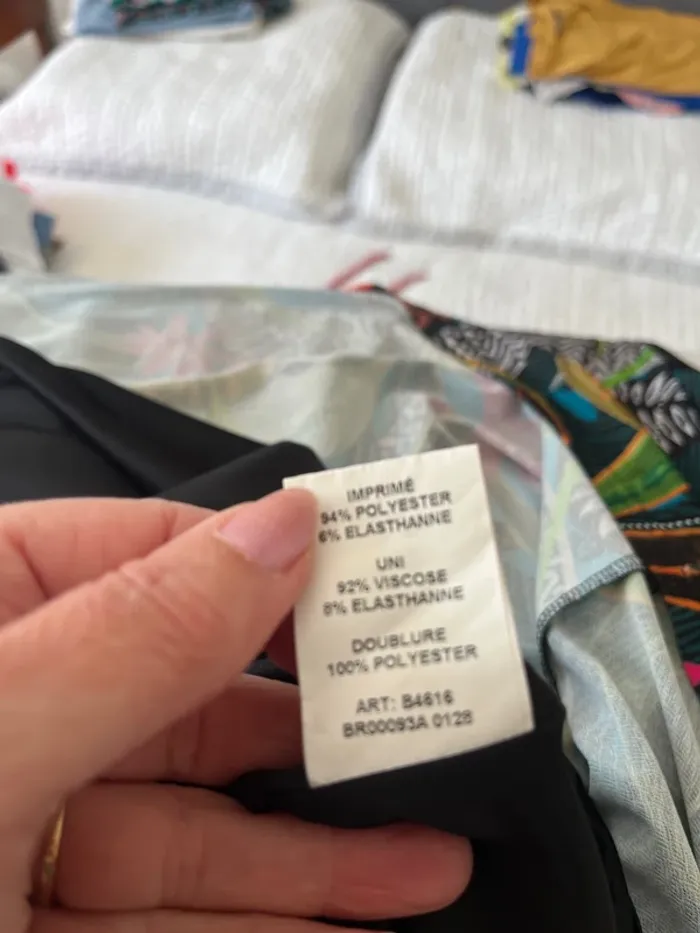 IMPRIMÉ
94% POLYESTER
6% ELASTHANNE
UNI
92% VISCOSE
8% ELASTHANNE
DOUBLURE
100% POLYESTER
ART: B4616
BR00093A 0128